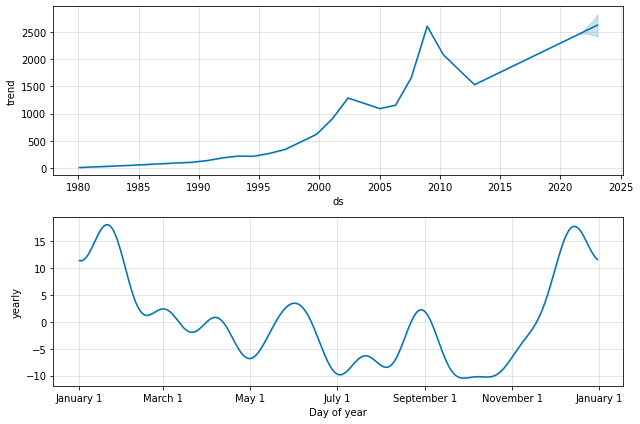 2500
2000
1500
1000
500
0
trend
1980 1985 1990 1995 2000 2005 2010 2015 2020 2025
ds
15
10
5
0
−5
−10
yearly
January 1 March 1 May 1 July 1 September 1 November 1 January 1
Day of year